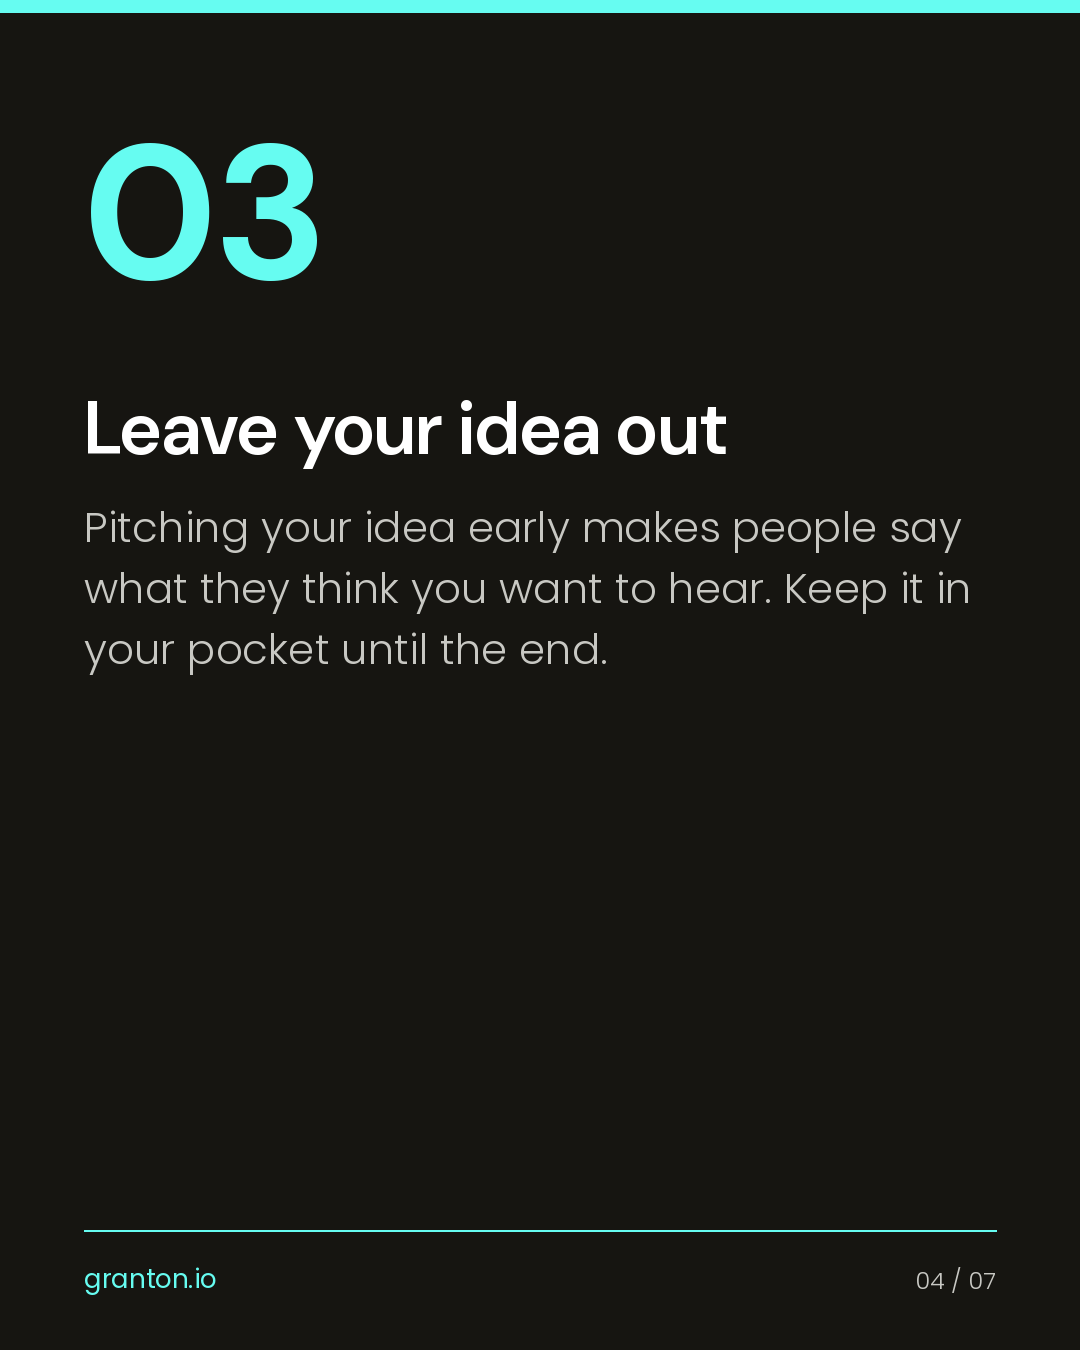 03
Leave your idea out
Pitching your idea early makes people say
what they think you want to hear. Keep it in
your pocket until the end.
granton.io
04 / 07